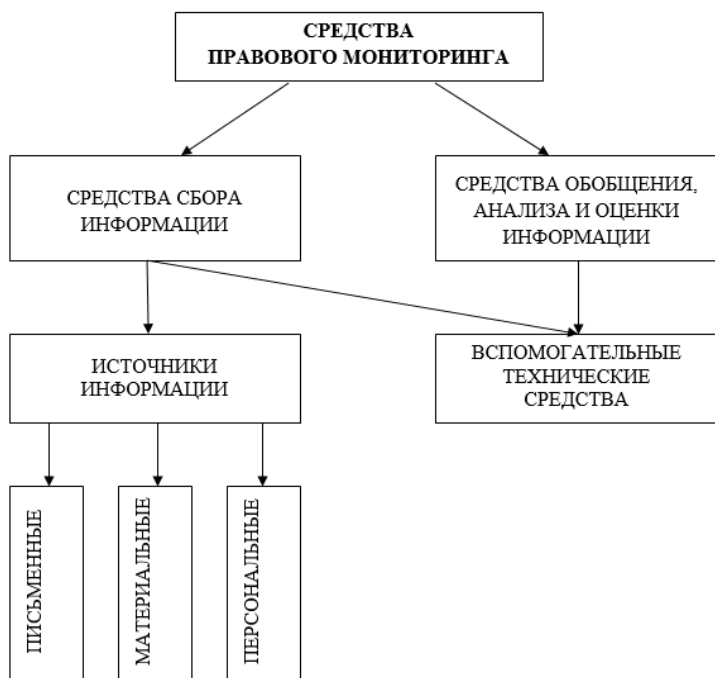 СРЕДСТВА
ПРАВОВОГО МОНИТОРИНГА
СРЕДСТВА СБОРА
ИНФОРМАЦИИ
СРЕДСТВА ОБОБЩЕНИЯ,
АНАЛИЗА И ОЦЕНКИ
ИНФОРМАЦИИ
ИСТОЧНИКИ
ИНФОРМАЦИИ
ВСПОМОГАТЕЛЬНЫЕ
ТЕХНИЧЕСКИЕ
СРЕДСТВА
ПИСЬМЕННЫЕ
МАТЕРИАЛЬНЫЕ
ПЕРСОНАЛЬНЫЕ